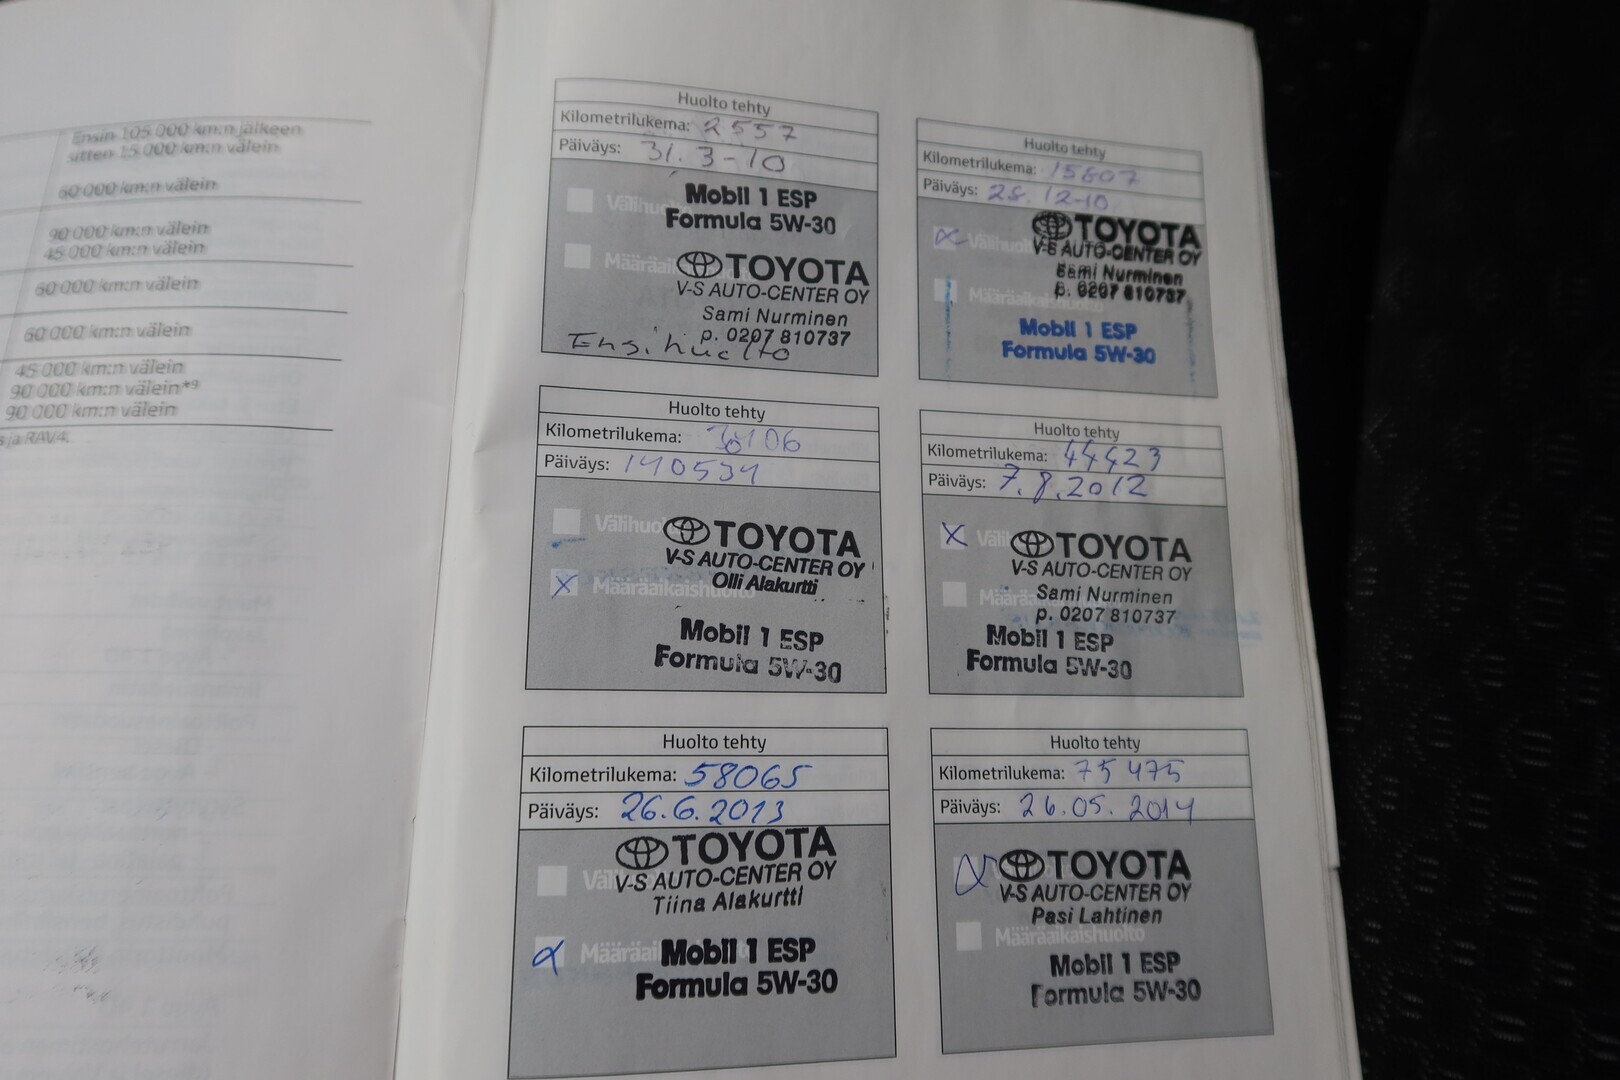 Ensin 105 000 km:n jälkeen
sitten 15 000 km:n välein
60 000 km:n välein
90 000 km:n välein
45 000 km:n välein
60 000 km:n välein
60 000 km:n välein
45 000 km:n välein
90 000 km:n välein*9
90 000 km:n välein
ja RAV4.
Huolto tehty
Kilometrilukema: 2557
Päiväys: 31.3-10
Mobil 1 ESP
Formula 5W-30
TOYOTA
V-S AUTO-CENTER OY
Sami Nurminen
p. 0207 810737
Ensihuolto
Huolto tehty
Kilometrilukema: 15807
Päiväys: 28.12-10
Välihuolto
TOYOTA
V-S AUTO-CENTER OY
Sami Nurminen
p. 0207 810737
Määräaikaishuolto
Mobil 1 ESP
Formula 5W-30
Huolto tehty
Kilometrilukema:
Päiväys:
Välihuolto
TOYOTA
V-S AUTO-CENTER OY
Olli Alakurtti
Määräaikaishuolto
Mobil 1 ESP
Formula 5W-30
Huolto tehty
Kilometrilukema: 44423
Päiväys: 7.8.2012
TOYOTA
V-S AUTO-CENTER OY
Sami Nurminen
p. 0207 810737
Mobil 1 ESP
Formula 5W-30
Huolto tehty
Kilometrilukema: 58065
Päiväys: 26.6.2013
TOYOTA
V-S AUTO-CENTER OY
Tiina Alakurtti
Mobil 1 ESP
Formula 5W-30
Huolto tehty
Kilometrilukema: 75475
Päiväys: 26.05.2014
TOYOTA
V-S AUTO-CENTER OY
Pasi Lahtinen
Määräaikaishuolto
Mobil 1 ESP
Formula 5W-30